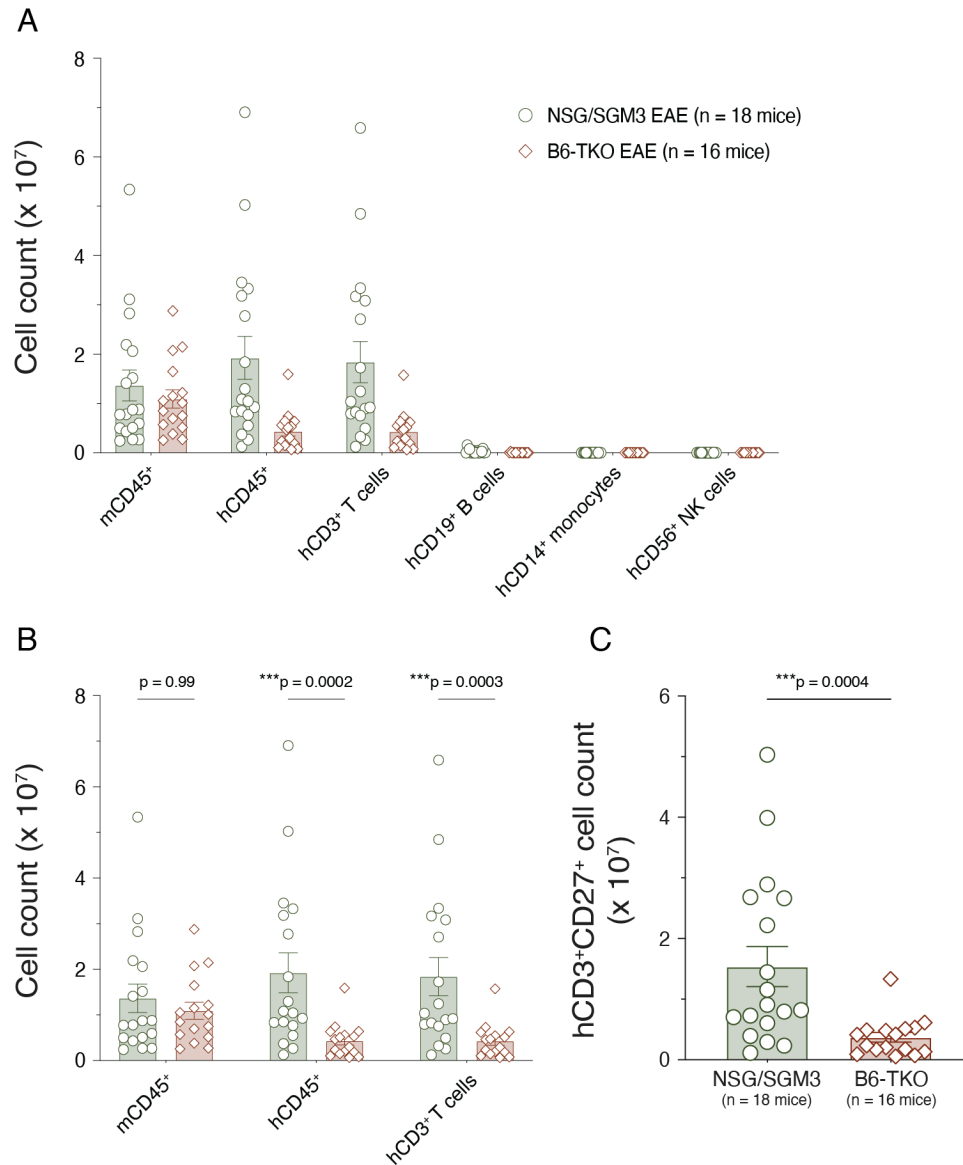 A
8
6
4
2
0
Cell count (x 10⁷)
NSG/SGM3 EAE (n = 18 mice)
B6-TKO EAE (n = 16 mice)
mCD45⁺
hCD45⁺
hCD3⁺ T cells
hCD19⁺ B cells
hCD14⁺ monocytes
hCD56⁺ NK cells
B
p = 0.99
***p = 0.0002
***p = 0.0003
8
6
4
2
0
Cell count (x 10⁷)
mCD45⁺
hCD45⁺
hCD3⁺ T cells
C
***p = 0.0004
6
4
2
0
hCD3⁺CD27⁺ cell count
(x 10⁷)
NSG/SGM3
(n = 18 mice)
B6-TKO
(n = 16 mice)